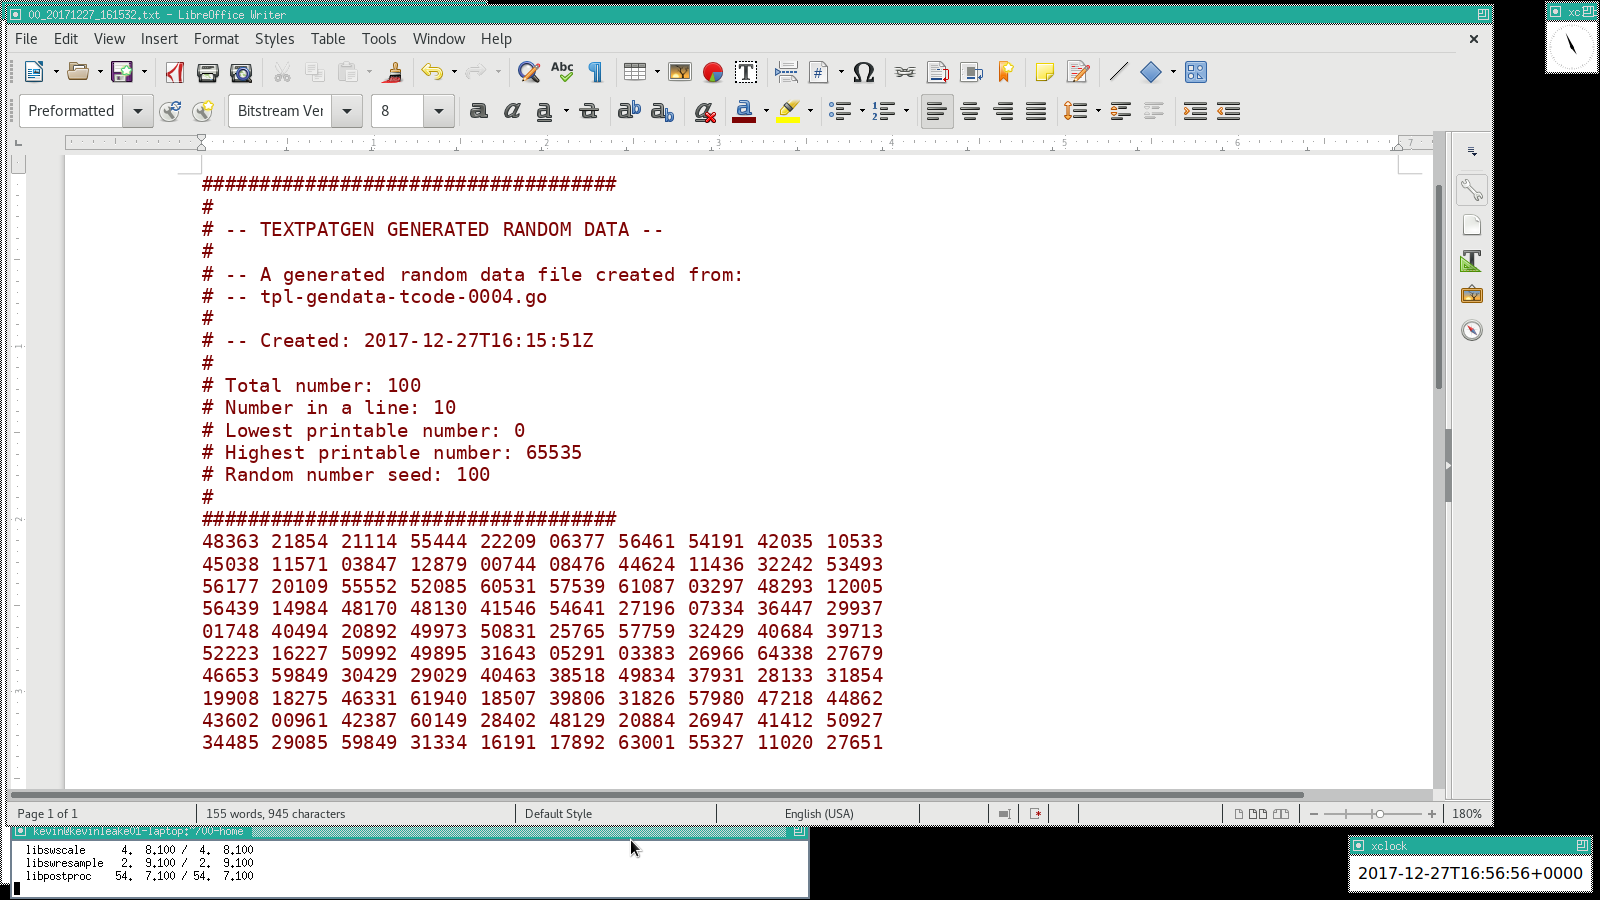 00_20171227_161532.txt - LibreOffice Writer
xc
File Edit View Insert Format Styles Table Tools Window Help
Preformatted
Bitstream Ver
8
1 2 3 4 5 6 7
####################################
#
# -- TEXTPATGEN GENERATED RANDOM DATA --
#
# -- A generated random data file created from:
# -- tpl-gendata-tcode-0004.go
#
# -- Created: 2017-12-27T16:15:51Z
#
# Total number: 100
# Number in a line: 10
# Lowest printable number: 0
# Highest printable number: 65535
# Random number seed: 100
#
####################################
48363 21854 21114 55444 22209 06377 56461 54191 42035 10533
45038 11571 03847 12879 00744 08476 44624 11436 32242 53493
56177 20109 55552 52085 60531 57539 61087 03297 48293 12005
56439 14984 48170 48130 41546 54641 27196 07334 36447 29937
01748 40494 20892 49973 50831 25765 57759 32429 40684 39713
52223 16227 50992 49895 31643 05291 03383 26966 64338 27679
46653 59849 30429 29029 40463 38518 49834 37931 28133 31854
19908 18275 46331 61940 18507 39806 31826 57980 47218 44862
43602 00961 42387 60149 28402 48129 20884 26947 41412 50927
34485 29085 59849 31334 16191 17892 63001 55327 11020 27651
Page 1 of 1
155 words, 945 characters
Default Style
English (USA)
180%
kevin@kevinleake01-laptop:~/00-home
libswscale 4. 8.100 / 4. 8.100
libswresample 2. 9.100 / 2. 9.100
libpostproc 54. 7.100 / 54. 7.100
xclock
2017-12-27T16:56:56+0000